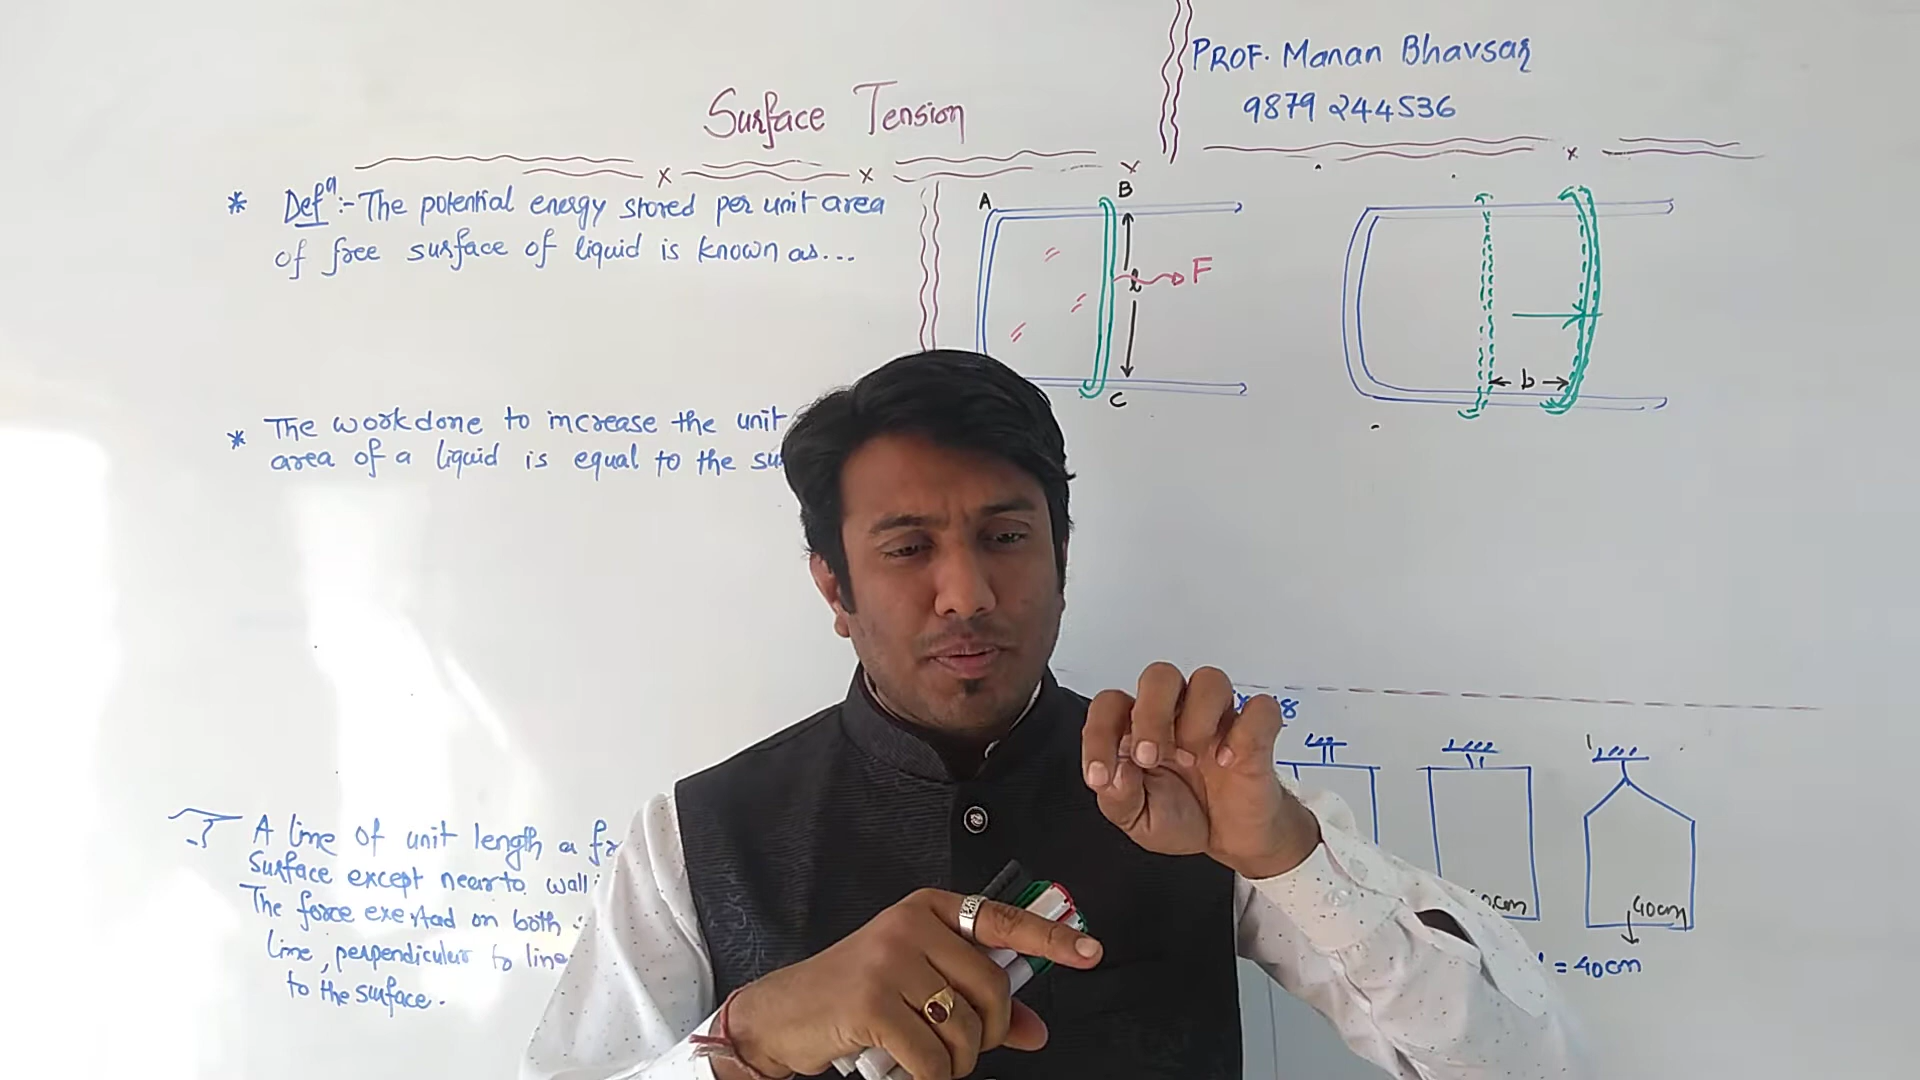 Surface Tension
PROF. Manan Bhavsar
9879 244536
* Defn :- The potential energy stored per unit area
of free surface of liquid is known as...
* The workdone to increase the unit
area of a liquid is equal to the
A B
l F
C
b
A line of unit length a
surface except near to wall
The force exerted on both
line, perpendicular to line
to the surface.
40cm
= 40cm